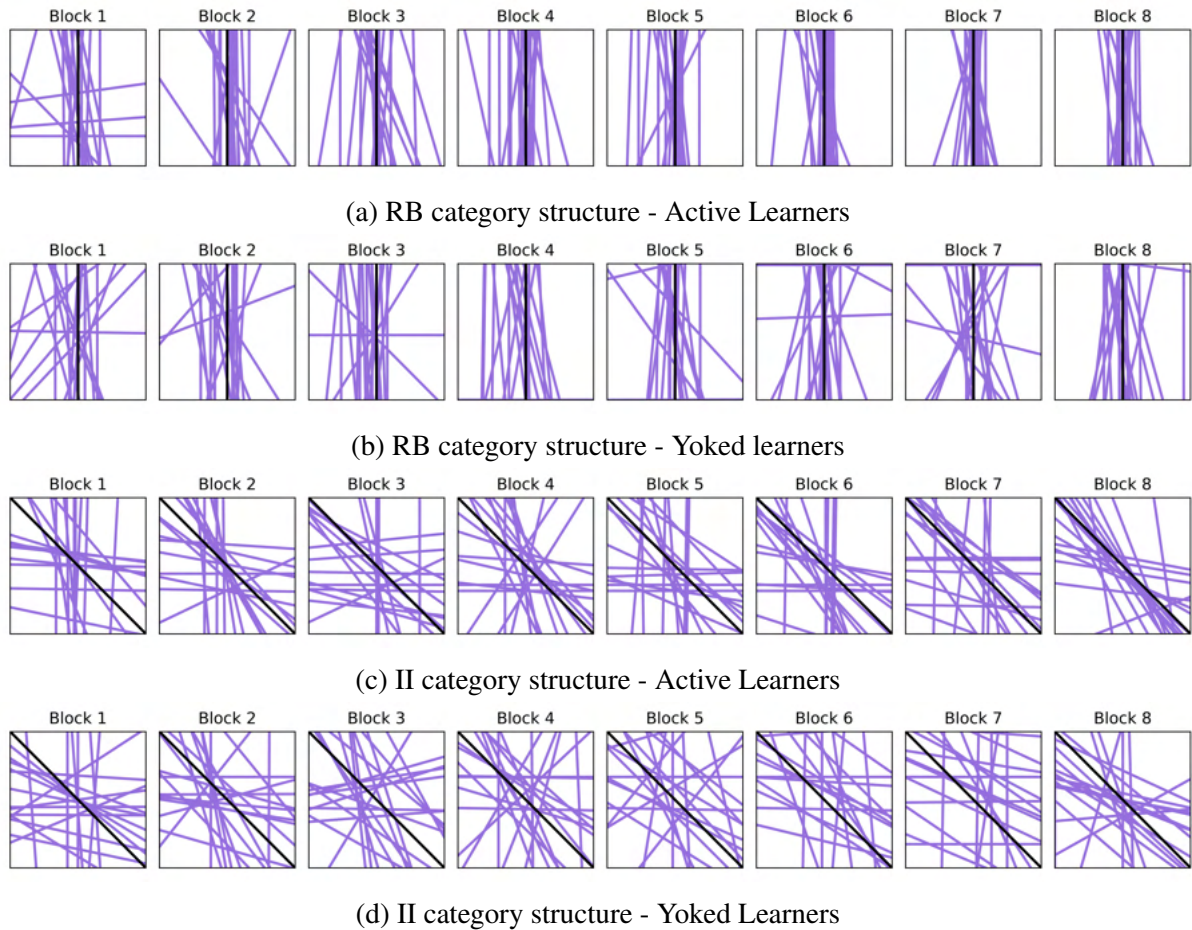 Block 1 Block 2 Block 3 Block 4 Block 5 Block 6 Block 7 Block 8
(a) RB category structure - Active Learners
Block 1 Block 2 Block 3 Block 4 Block 5 Block 6 Block 7 Block 8
(b) RB category structure - Yoked learners
Block 1 Block 2 Block 3 Block 4 Block 5 Block 6 Block 7 Block 8
(c) II category structure - Active Learners
Block 1 Block 2 Block 3 Block 4 Block 5 Block 6 Block 7 Block 8
(d) II category structure - Yoked Learners